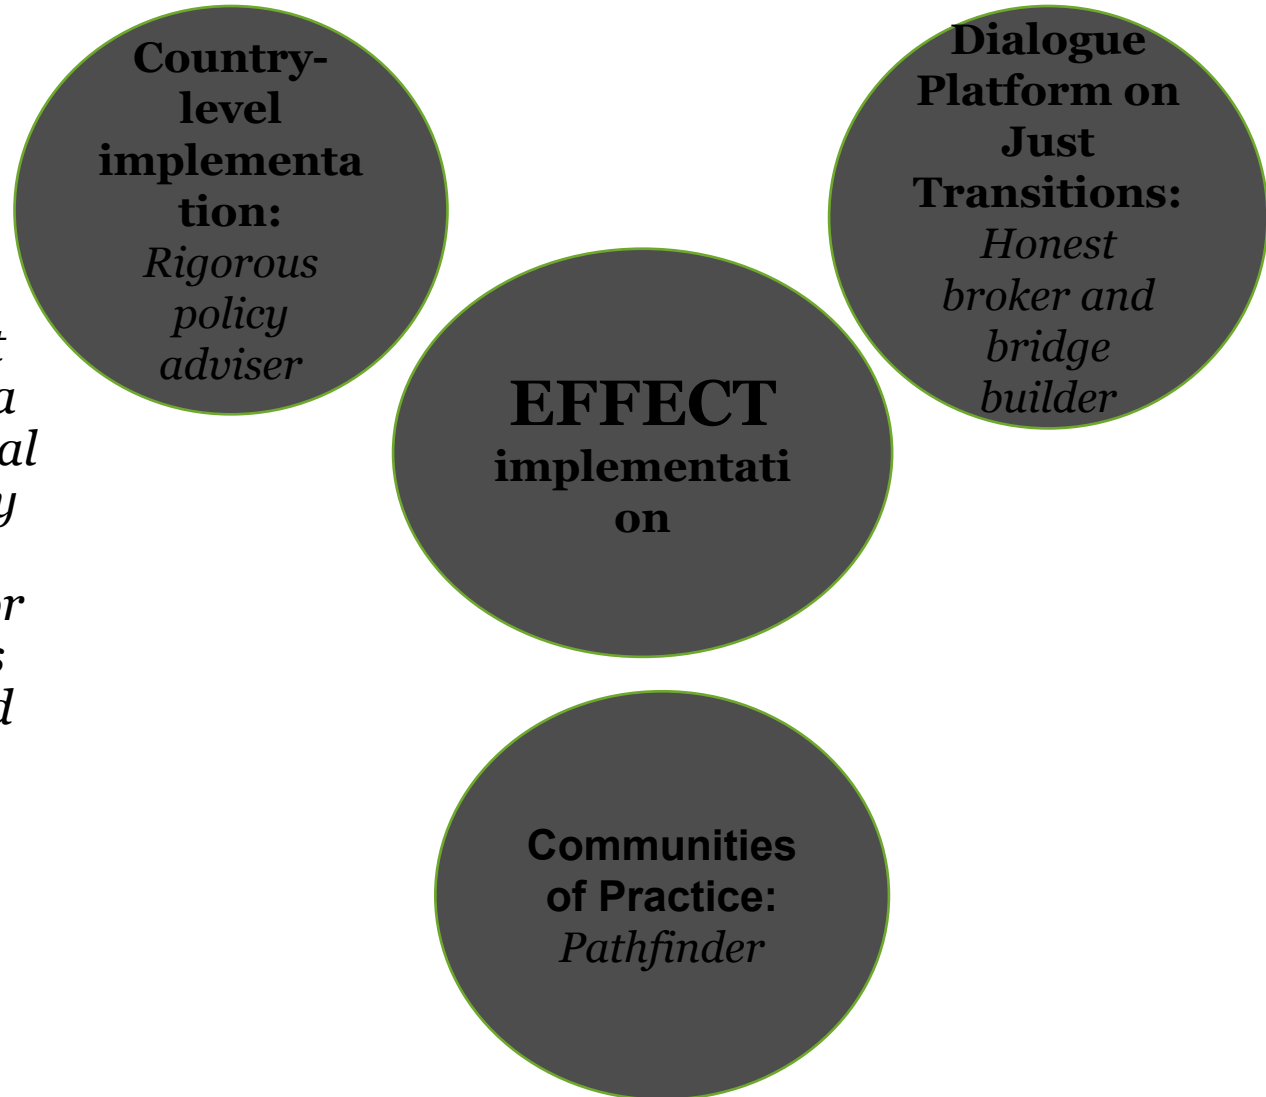 Country-
level
implementa
tion:
Rigorous
policy
adviser
Dialogue
Platform on
Just
Transitions:
Honest
broker and
bridge
builder
EFFECT
implementati
on
Communities
of Practice:
Pathfinder